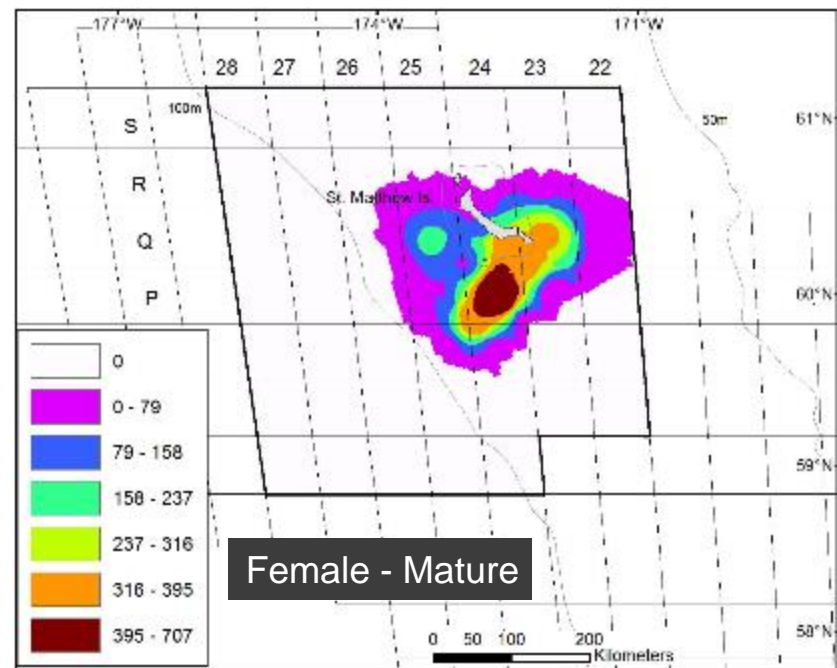 177°W 174°W 171°W
28 27 26 25 24 23 22
100m
50m
61°N
S
R
St. Matthew Is.
Q
P
60°N
0
0 - 79
79 - 158
158 - 237
237 - 316
316 - 395
395 - 707
59°N
58°N
Female - Mature
0 50 100 200
Kilometers